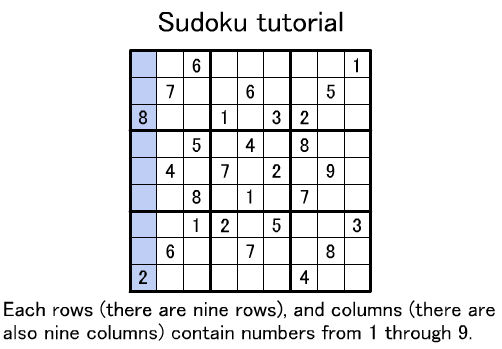 Sudoku tutorial
6 1
7 6 5
8 1 3 2
5 4 8
4 7 2 9
8 1 7
1 2 5 3
6 7 8
2 4
Each rows (there are nine rows), and columns (there are
also nine columns) contain numbers from 1 through 9.